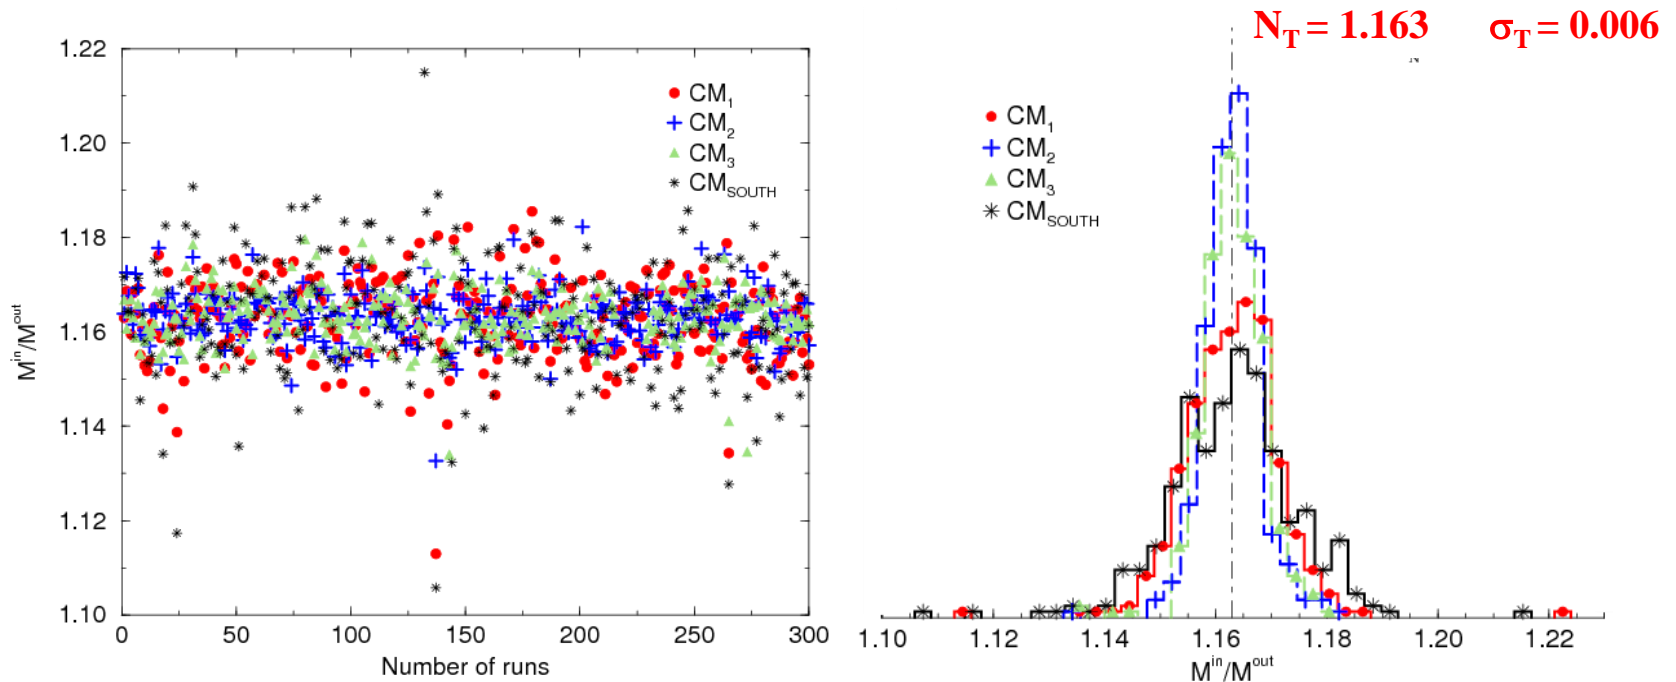 N_T = 1.163 σ_T = 0.006
N
1.22
1.20
1.18
1.16
1.14
1.12
1.10
M^in/M^out
CM_1
CM_2
CM_3
CM_SOUTH
0 50 100 150 200 250 300
Number of runs
CM_1
CM_2
CM_3
CM_SOUTH
1.10 1.12 1.14 1.16 1.18 1.20 1.22
M^in/M^out